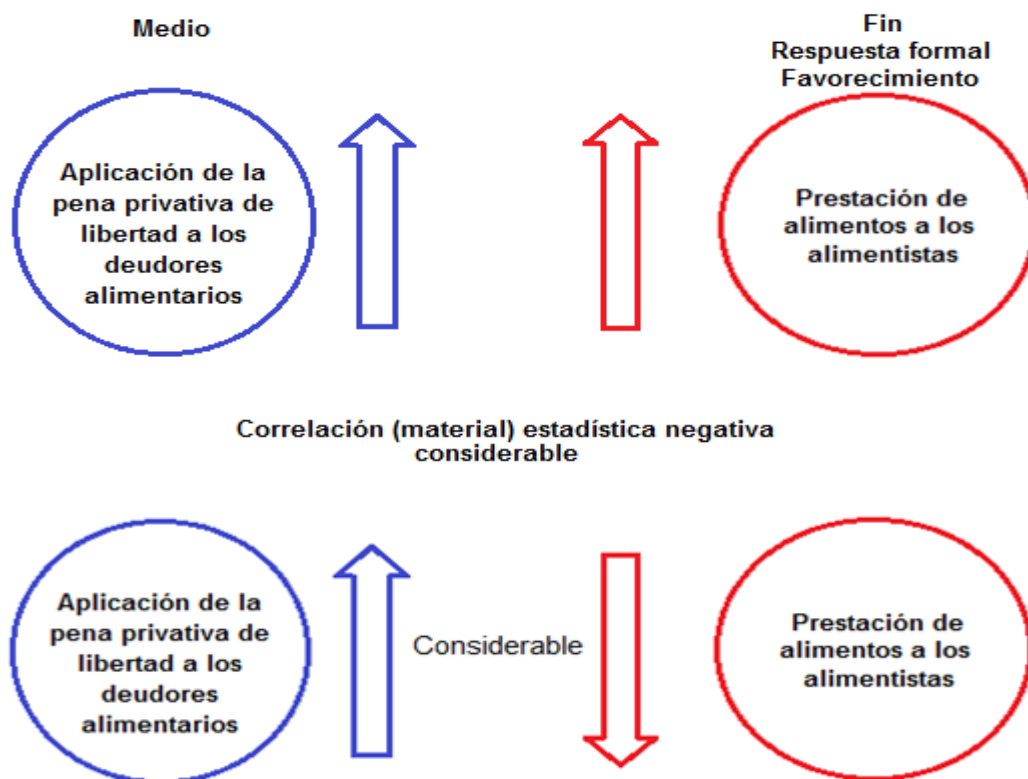 Medio
Fin
Respuesta formal
Favorecimiento
Aplicación de la
pena privativa de
libertad a los
deudores
alimentarios
Prestación de
alimentos a los
alimentistas
Correlación (material) estadística negativa
considerable
Aplicación de la
pena privativa de
libertad a los
deudores
alimentarios
Considerable
Prestación de
alimentos a los
alimentistas